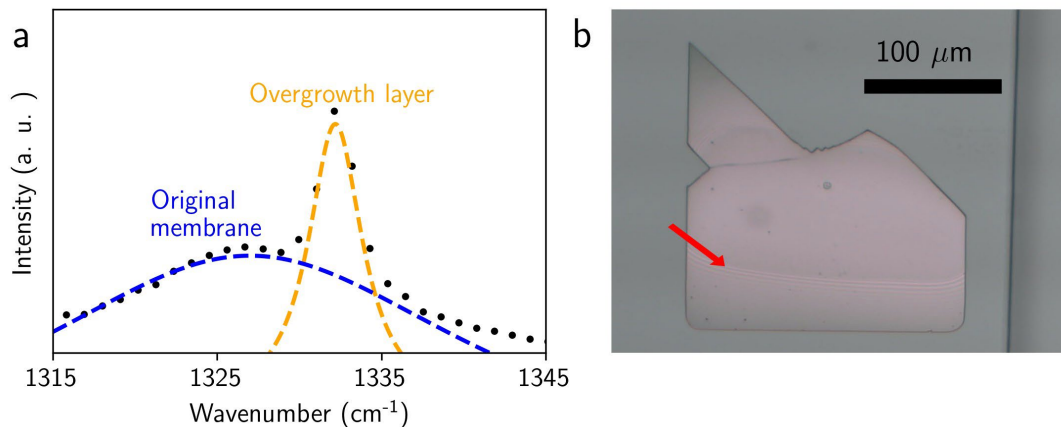 a
Intensity (a. u. )
Overgrowth layer
Original
membrane
1315
1325
1335
1345
Wavenumber (cm⁻¹)
b
100 μm